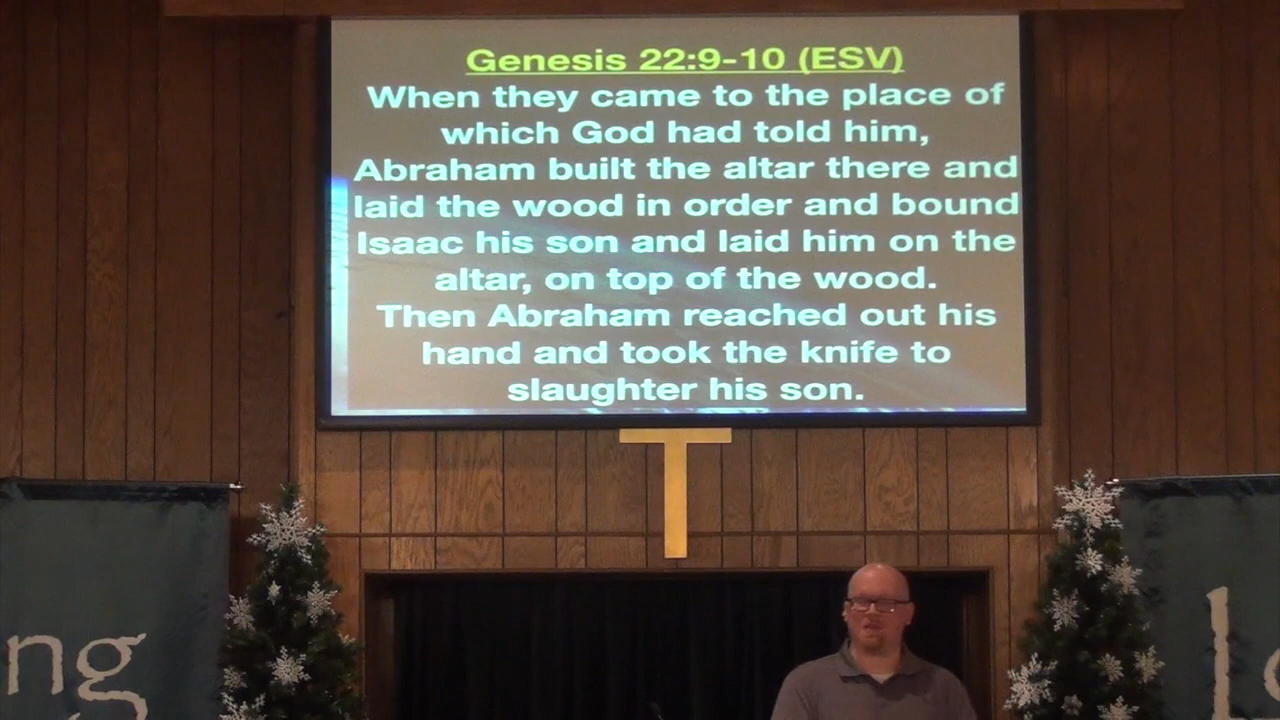 Genesis 22:9-10 (ESV)
When they came to the place of
which God had told him,
Abraham built the altar there and
laid the wood in order and bound
Isaac his son and laid him on the
altar, on top of the wood.
Then Abraham reached out his
hand and took the knife to
slaughter his son.
ng